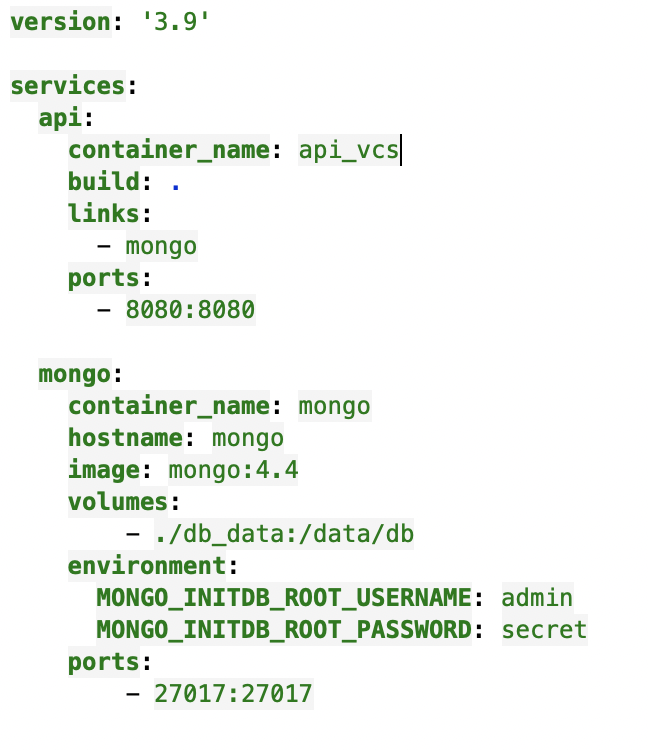 version: '3.9'
services:
  api:
    container_name: api_vcs
    build: .
    links:
      - mongo
    ports:
      - 8080:8080
  mongo:
    container_name: mongo
    hostname: mongo
    image: mongo:4.4
    volumes:
        - ./db_data:/data/db
    environment:
      MONGO_INITDB_ROOT_USERNAME: admin
      MONGO_INITDB_ROOT_PASSWORD: secret
    ports:
        - 27017:27017